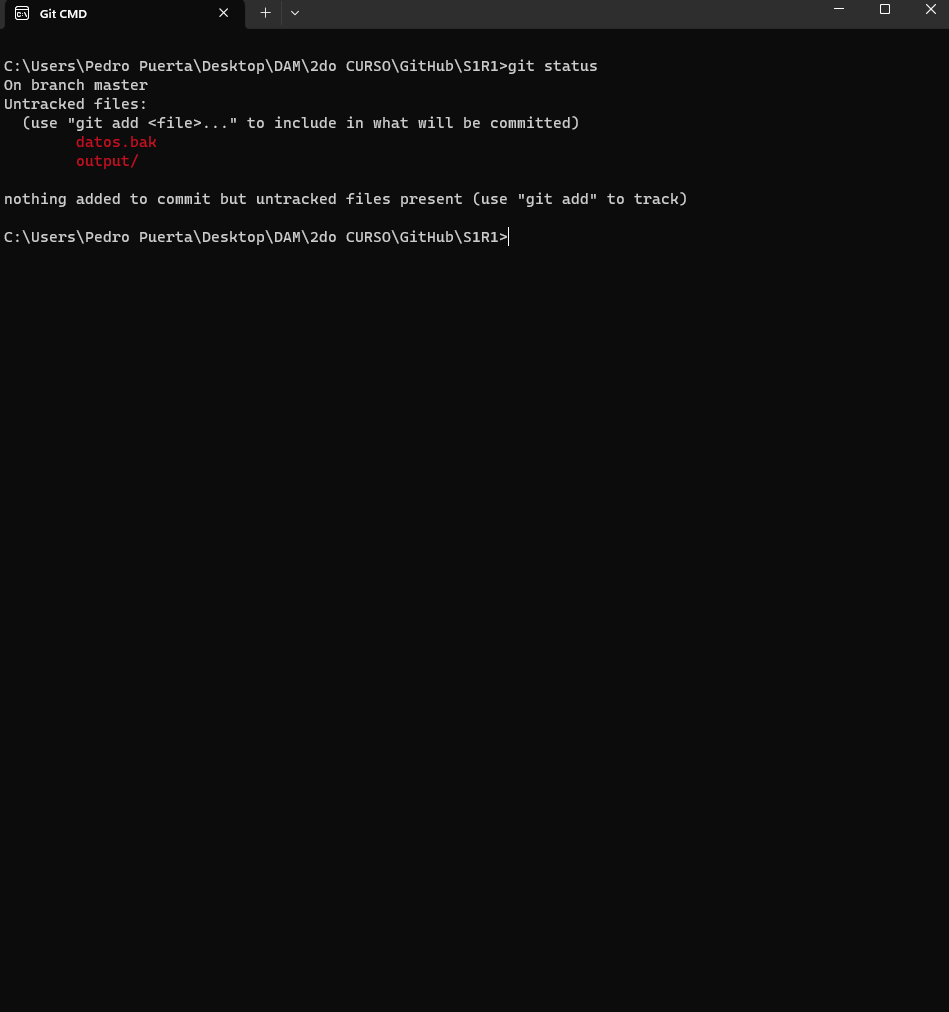 Git CMD
C:\Users\Pedro Puerta\Desktop\DAM\2do CURSO\GitHub\S1R1>git status
On branch master
Untracked files:
  (use "git add <file>..." to include in what will be committed)
        datos.bak
        output/

nothing added to commit but untracked files present (use "git add" to track)

C:\Users\Pedro Puerta\Desktop\DAM\2do CURSO\GitHub\S1R1>